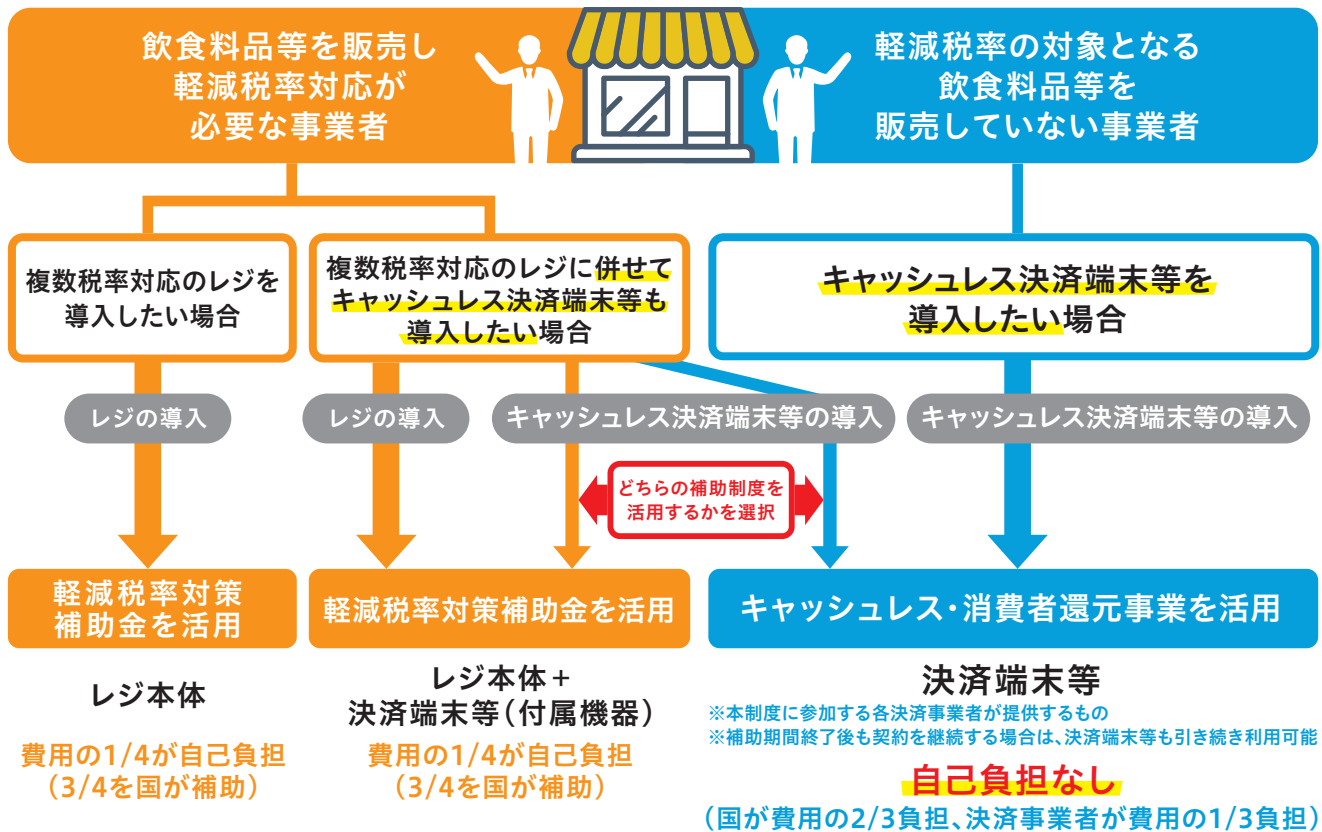 飲食料品等を販売し
軽減税率対応が
必要な事業者
軽減税率の対象となる
飲食料品等を
販売していない事業者
複数税率対応のレジを
導入したい場合
複数税率対応のレジに併せて
キャッシュレス決済端末等も
導入したい場合
キャッシュレス決済端末等を
導入したい場合
レジの導入
レジの導入
キャッシュレス決済端末等の導入
キャッシュレス決済端末等の導入
どちらの補助制度を
活用するかを選択
軽減税率対策
補助金を活用
軽減税率対策補助金を活用
キャッシュレス・消費者還元事業を活用
レジ本体
費用の1/4が自己負担
(3/4を国が補助)
レジ本体+
決済端末等(付属機器)
費用の1/4が自己負担
(3/4を国が補助)
決済端末等
※本制度に参加する各決済事業者が提供するもの
※補助期間終了後も契約を継続する場合は、決済端末等も引き続き利用可能
自己負担なし
(国が費用の2/3負担、決済事業者が費用の1/3負担)